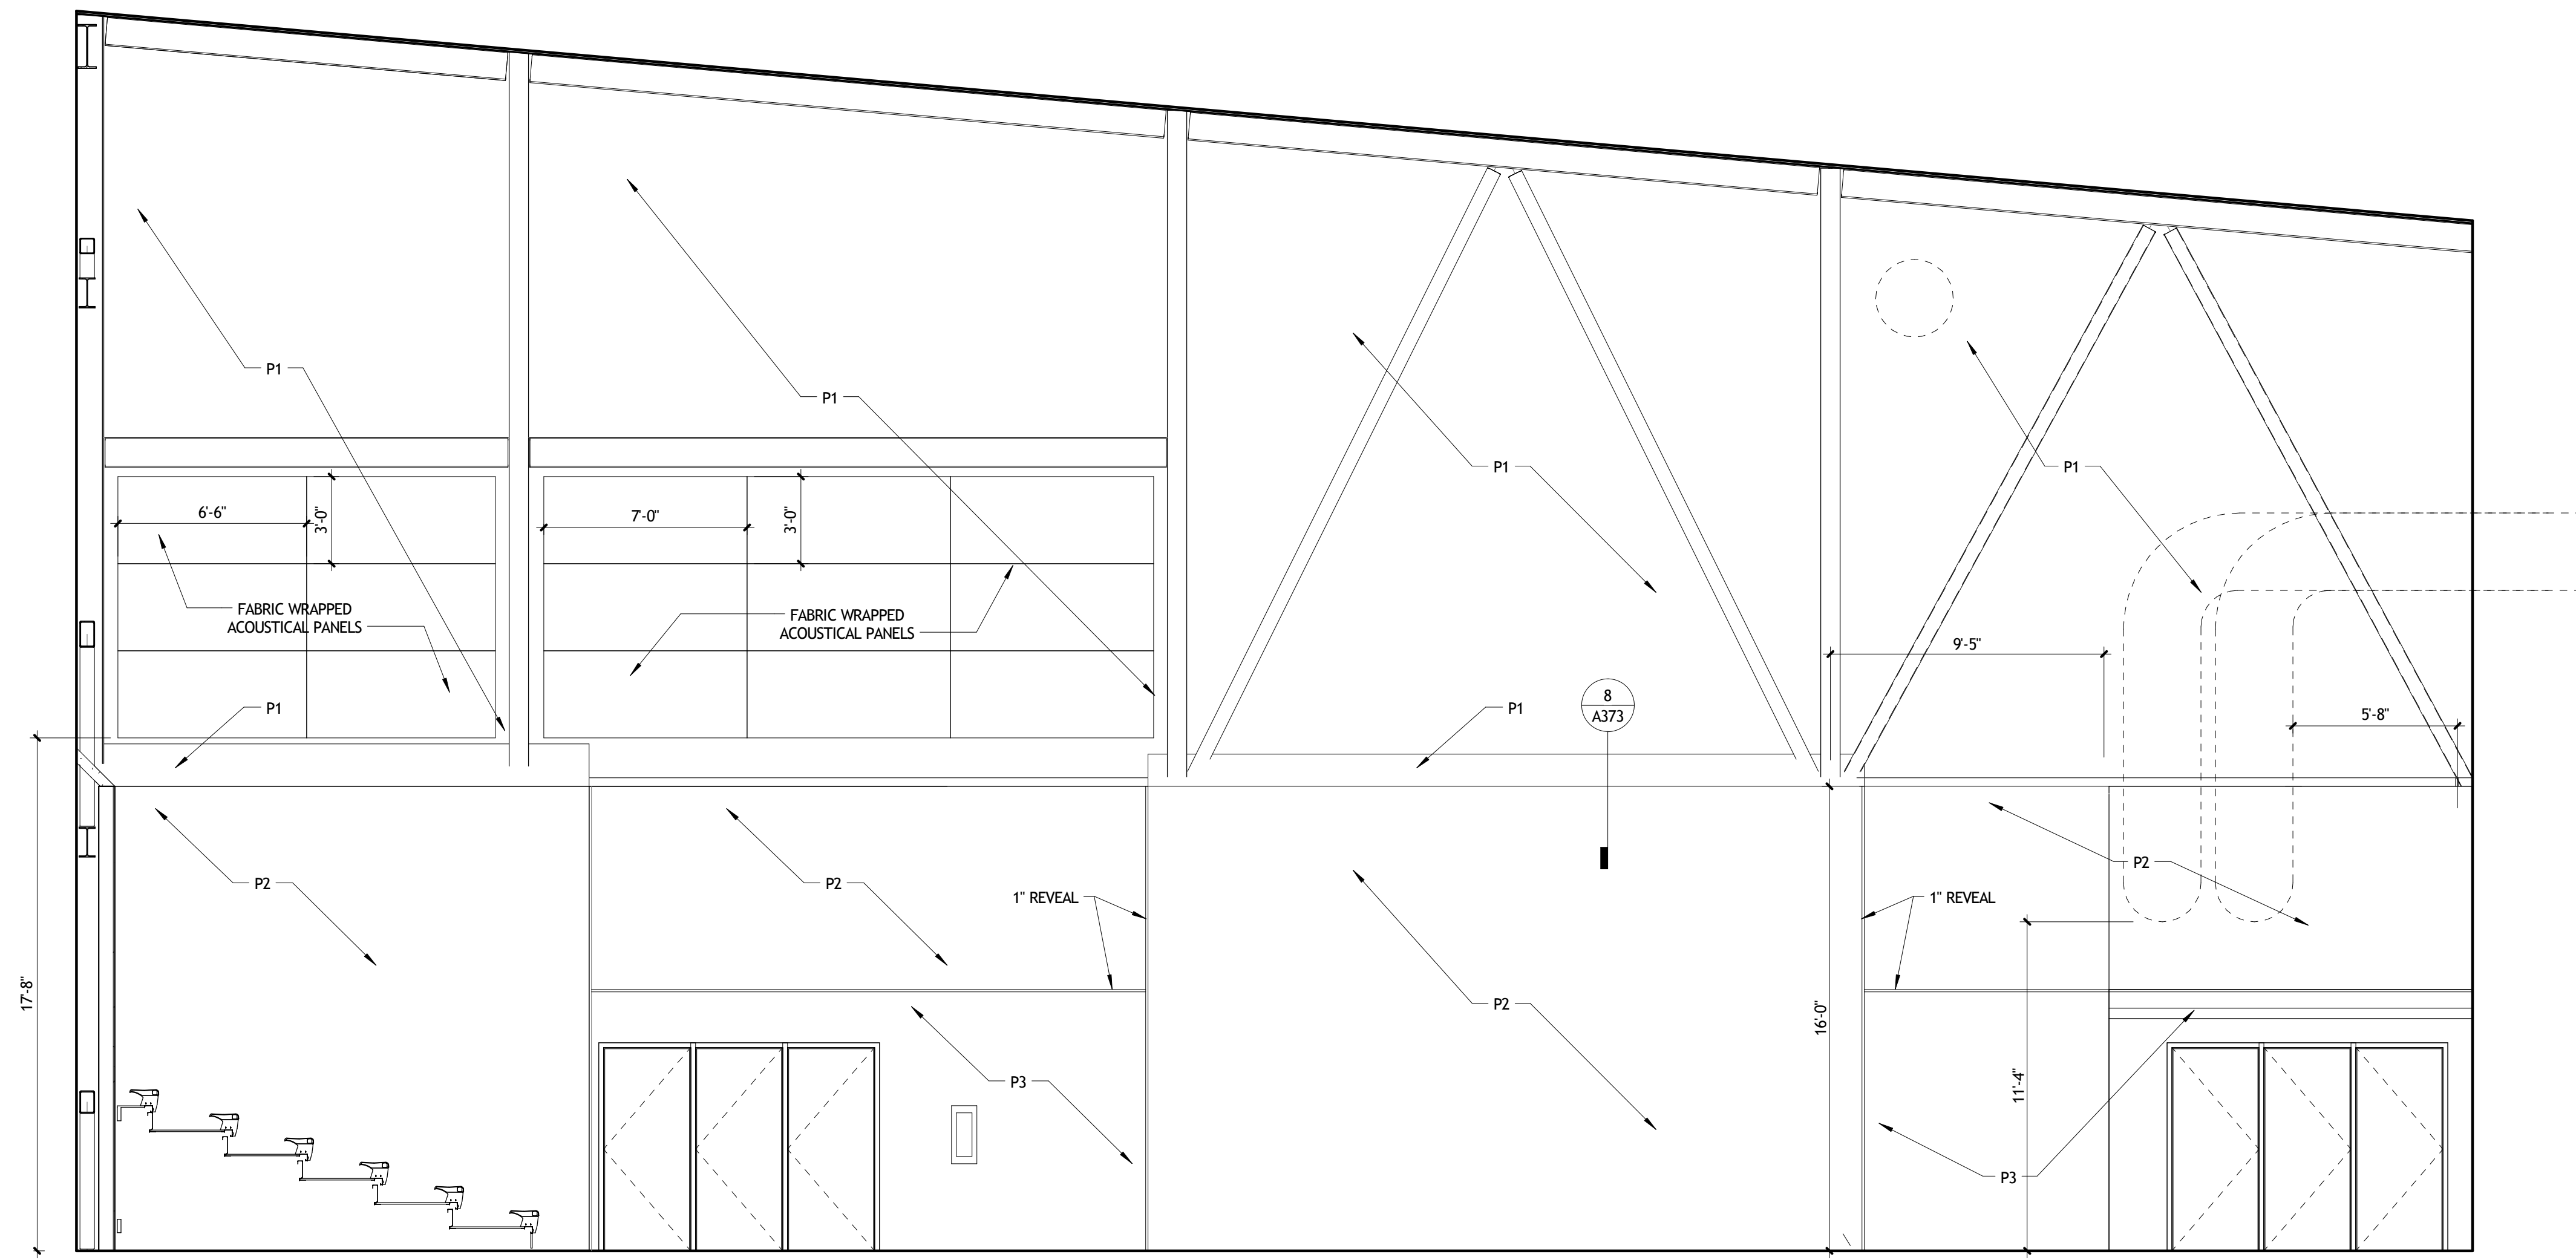 P1
P1
P1
P1
6'-6"
3'-0"
7'-0"
3'-0"
FABRIC WRAPPED
ACOUSTICAL PANELS
FABRIC WRAPPED
ACOUSTICAL PANELS
9'-5"
P1
P1
8
A373
5'-8"
P2
P2
P2
1" REVEAL
1" REVEAL
17'-8"
P2
16'-0"
P3
11'-4"
P3